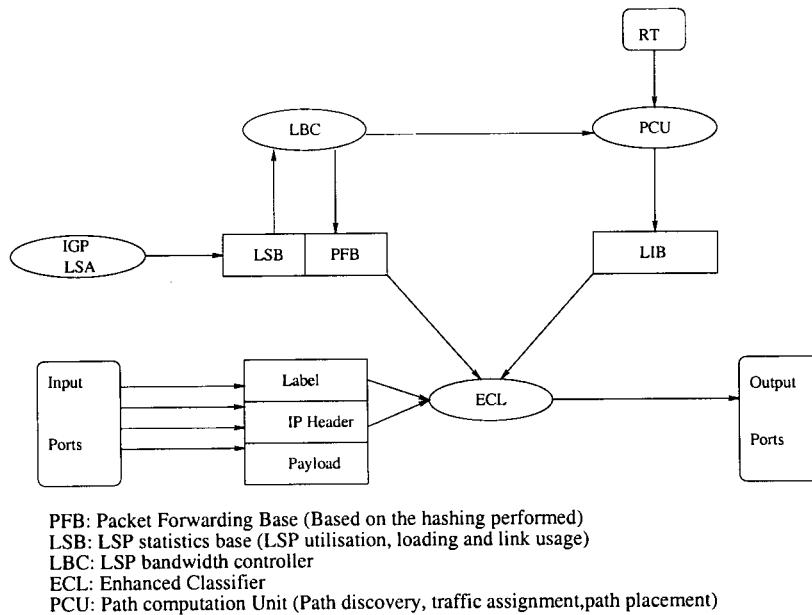 RT
LBC
PCU
IGP
LSA
LSB
PFB
LIB
Input
Ports
Label
IP Header
Payload
ECL
Output
Ports
PFB: Packet Forwarding Base (Based on the hashing performed)
LSB: LSP statistics base (LSP utilisation, loading and link usage)
LBC: LSP bandwidth controller
ECL: Enhanced Classifier
PCU: Path computation Unit (Path discovery, traffic assignment,path placement)